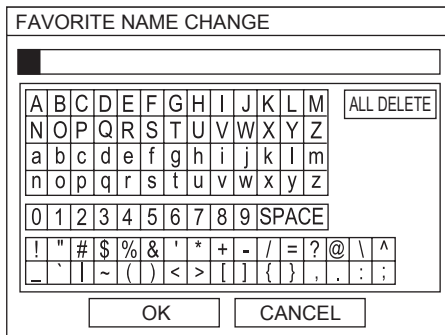 FAVORITE NAME CHANGE
A B C D E F G H I J K L M ALL DELETE
N O P Q R S T U V W X Y Z
a b c d e f g h i j k l m
n o p q r s t u v w x y z
0 1 2 3 4 5 6 7 8 9 SPACE
! " # $ % & ' * + - / = ? @ \ ^
_ ` | ~ ( ) < > [ ] { } , . : ;
OK CANCEL